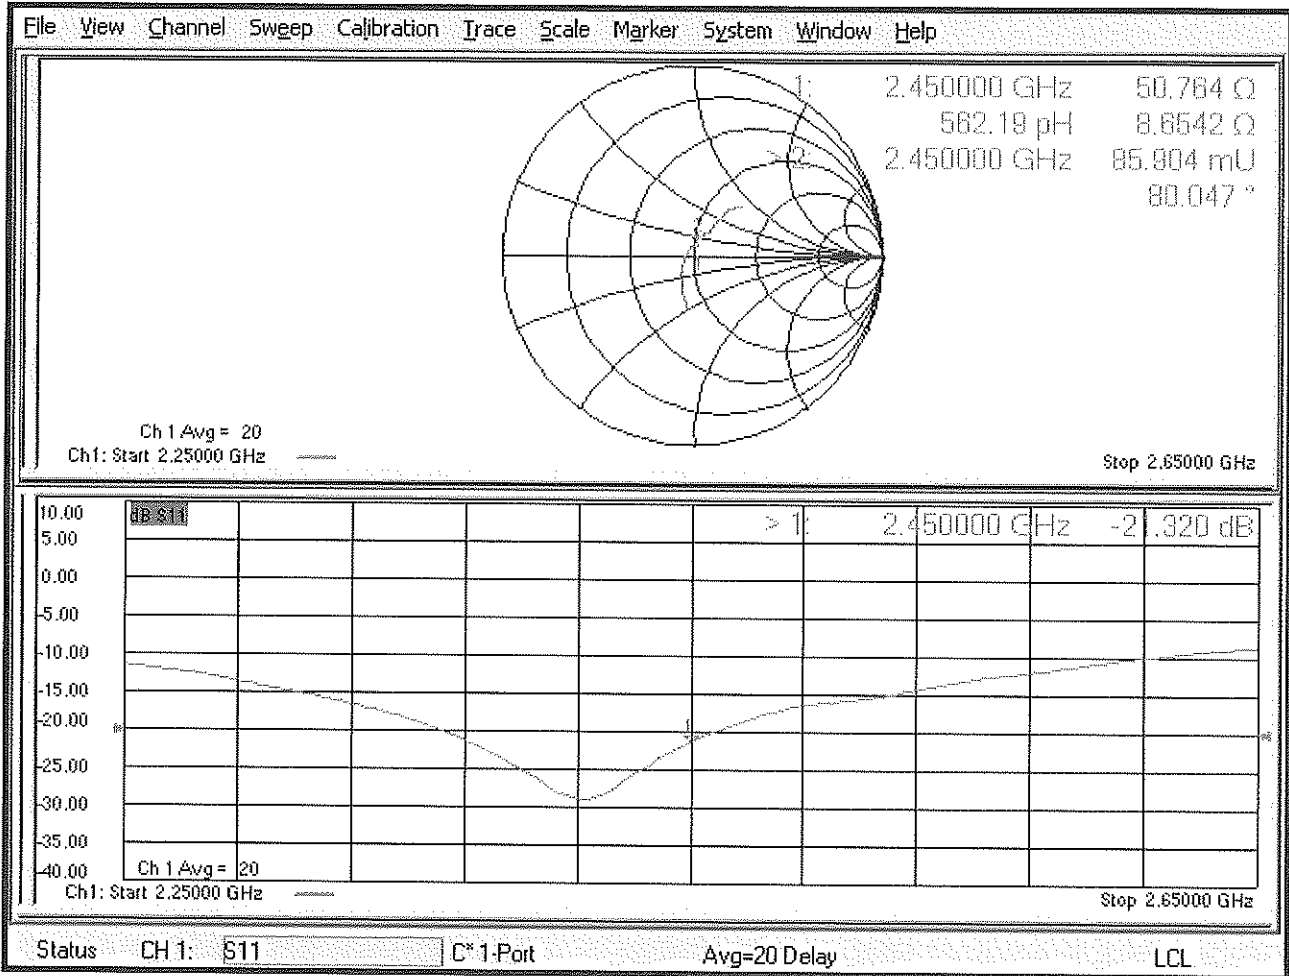 File View Channel Sweep Calibration Trace Scale Marker System Window Help
1: 2.450000 GHz 50.764 Ω
562.19 pH 8.6542 Ω
> 2: 2.450000 GHz 85.904 mU
80.047 °
Ch 1 Avg = 20
Ch1: Start 2.25000 GHz
Stop 2.65000 GHz
10.00 dB S11 > 1: 2.450000 GHz -21.320 dB
5.00
0.00
-5.00
-10.00
-15.00
-20.00
-25.00
-30.00
-35.00
-40.00 Ch 1 Avg = 20
Ch1: Start 2.25000 GHz
Stop 2.65000 GHz
Status CH 1: S11 C* 1-Port Avg=20 Delay LCL